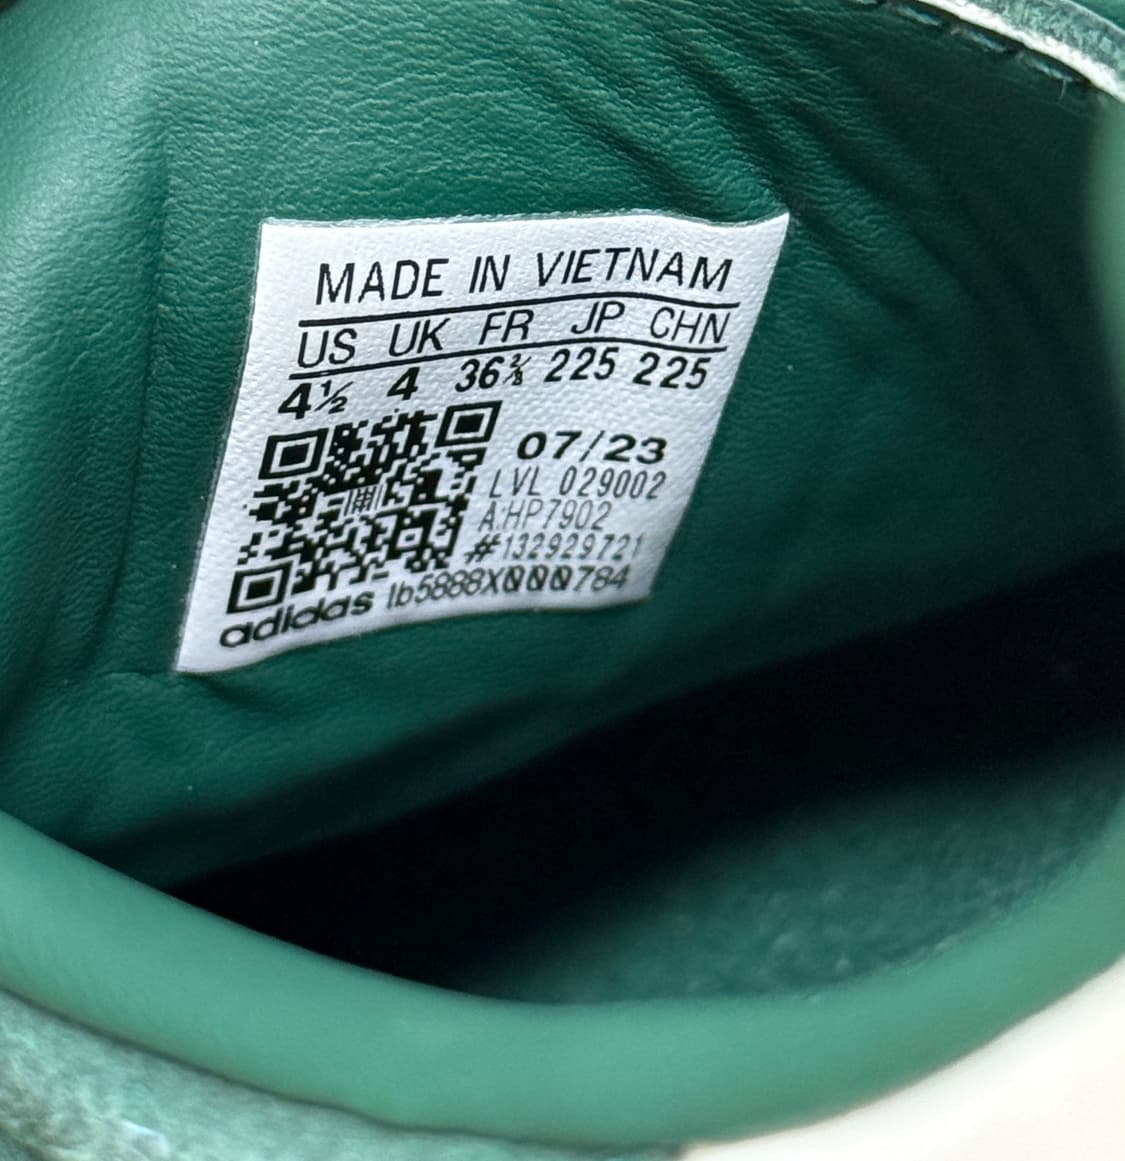 MADE IN VIETNAM
US UK FR JP CHN
4½ 4 36⅔ 225 225
07/23
LVL 029002
A:HP7902
#132929721
adidas lb5888X000784